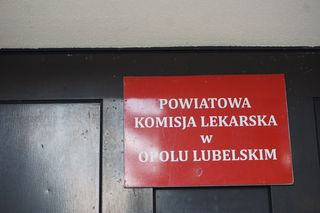 POWIATOWA
KOMISJA LEKARSKA
w
OPOLU LUBELSKIM